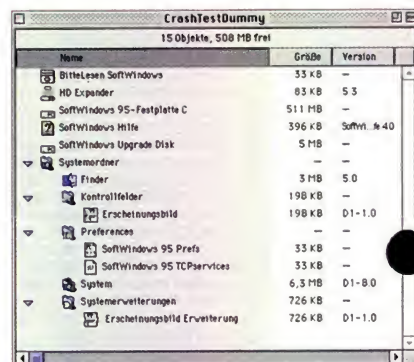 CrashTestDummy
15 Objekte, 508 MB frei
Name Größe Version
BitteLesen SoftWindows 33 KB –
HD Expander 83 KB 5.3
SoftWindows 95-Festplatte C 511 MB –
SoftWindows Hilfe 396 KB SoftWi...fe 4.0
SoftWindows Upgrade Disk 5 MB –
Systemordner – –
Finder 3 MB 5.0
Kontrollfelder 198 KB –
Erscheinungsbild 198 KB D1-1.0
Preferences – –
SoftWindows 95 Prefs 33 KB –
SoftWindows 95 TCPservices 33 KB –
System 6,3 MB D1-8.0
Systemerweiterungen 726 KB –
Erscheinungsbild Erweiterung 726 KB D1-1.0